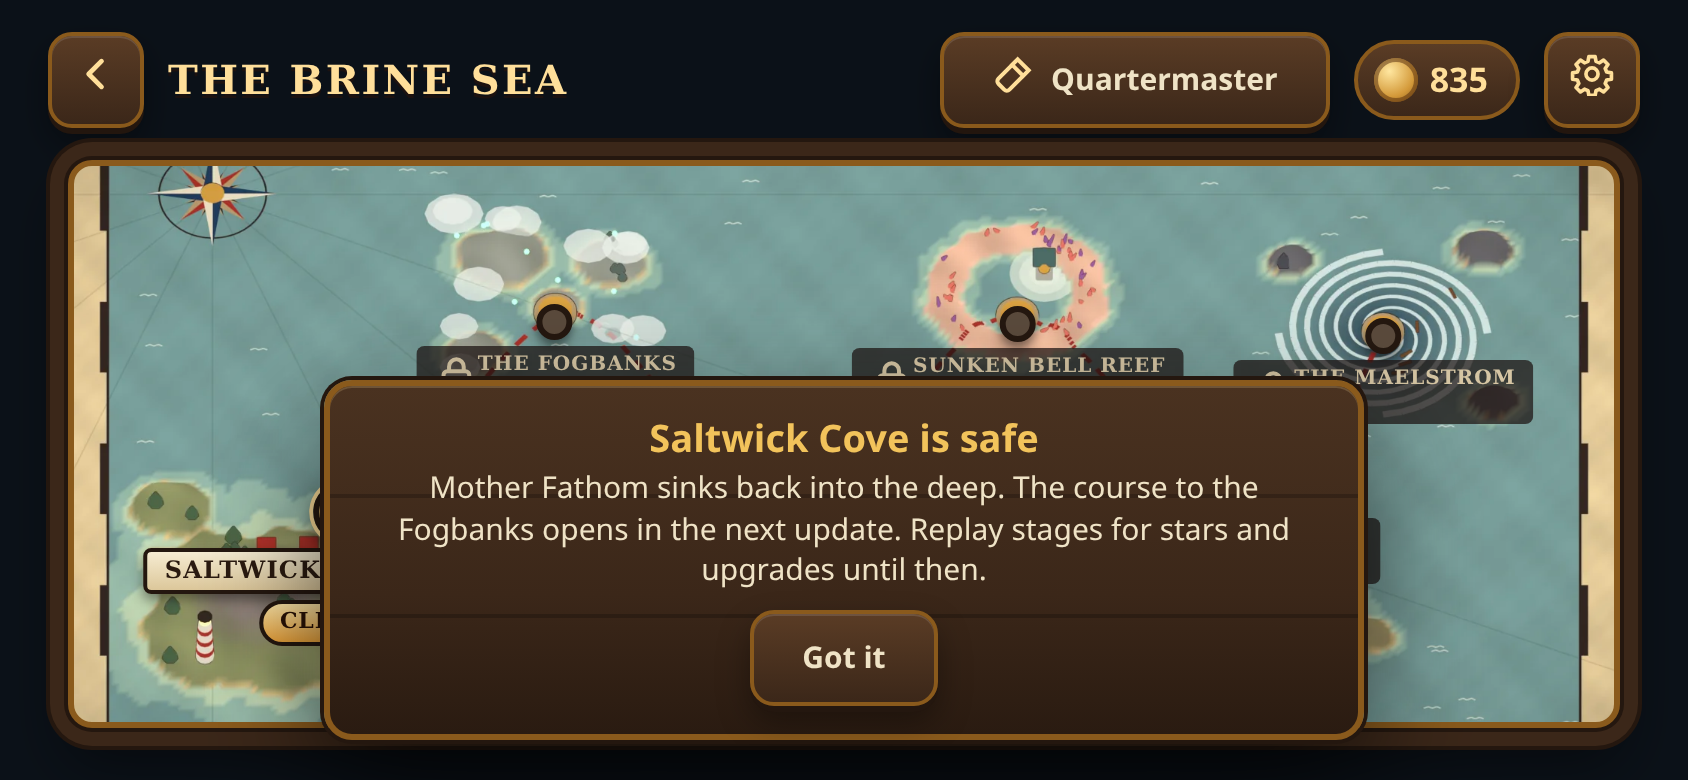 THE BRINE SEA
Quartermaster
835
THE FOGBANKS
SUNKEN BELL REEF
THE MAELSTROM
Saltwick Cove is safe
Mother Fathom sinks back into the deep. The course to the
Fogbanks opens in the next update. Replay stages for stars and
upgrades until then.
SALTWICK
Got it